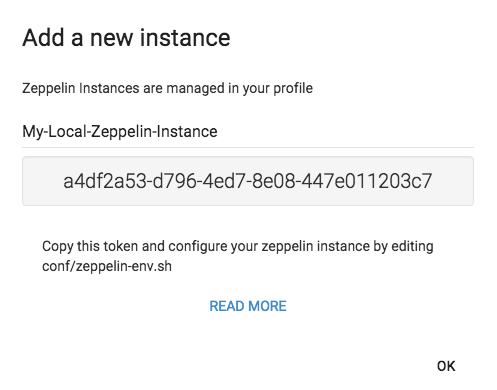 Add a new instance
Zeppelin Instances are managed in your profile
My-Local-Zeppelin-Instance
a4df2a53-d796-4ed7-8e08-447e011203c7
Copy this token and configure your zeppelin instance by editing
conf/zeppelin-env.sh
READ MORE
OK